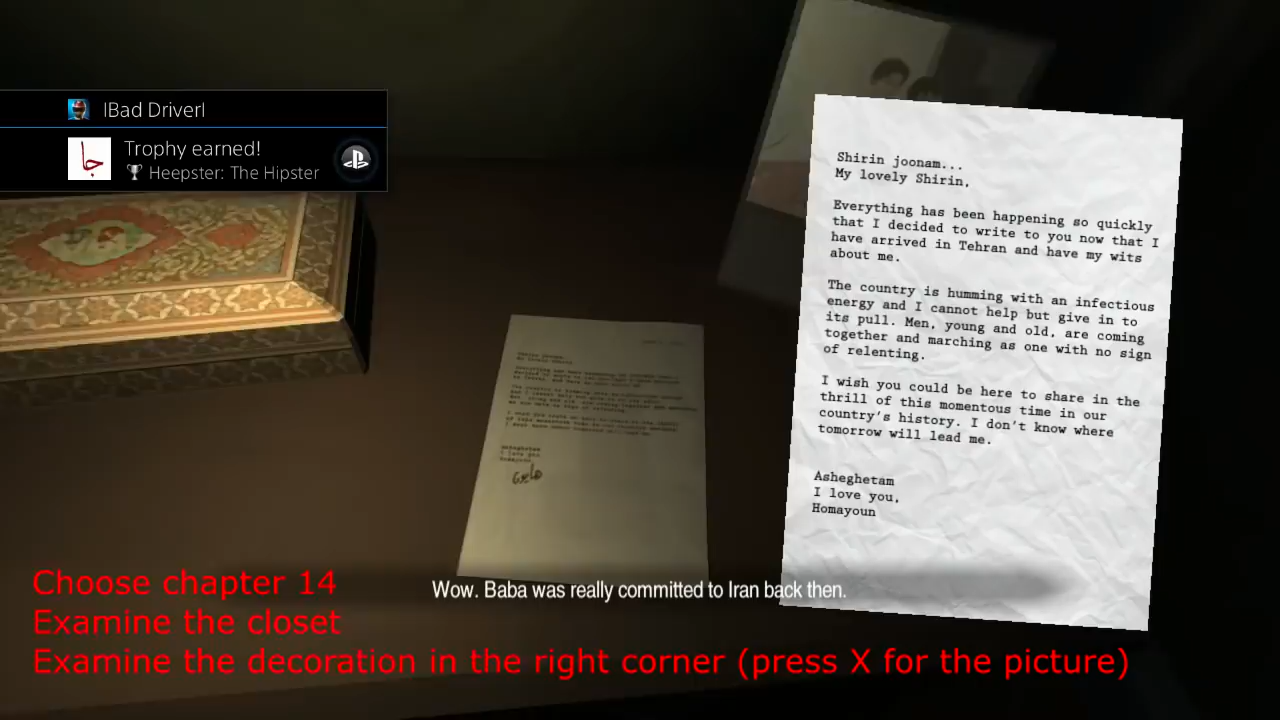 |Bad Driver|
Trophy earned!
Heepster: The Hipster
Shirin joonam...
My lovely Shirin,
Everything has been happening so quickly
that I decided to write to you now that I
have arrived in Tehran and have my wits
about me.
The country is humming with an infectious
energy and I cannot help but give in to
its pull. Men, young and old, are coming
together and marching as one with no sign
of relenting.
I wish you could be here to share in the
thrill of this momentous time in our
country's history. I don't know where
tomorrow will lead me.
Asheghetam
I love you,
Homayoun
Wow. Baba was really committed to Iran back then.
Choose chapter 14
Examine the closet
Examine the decoration in the right corner (press X for the picture)